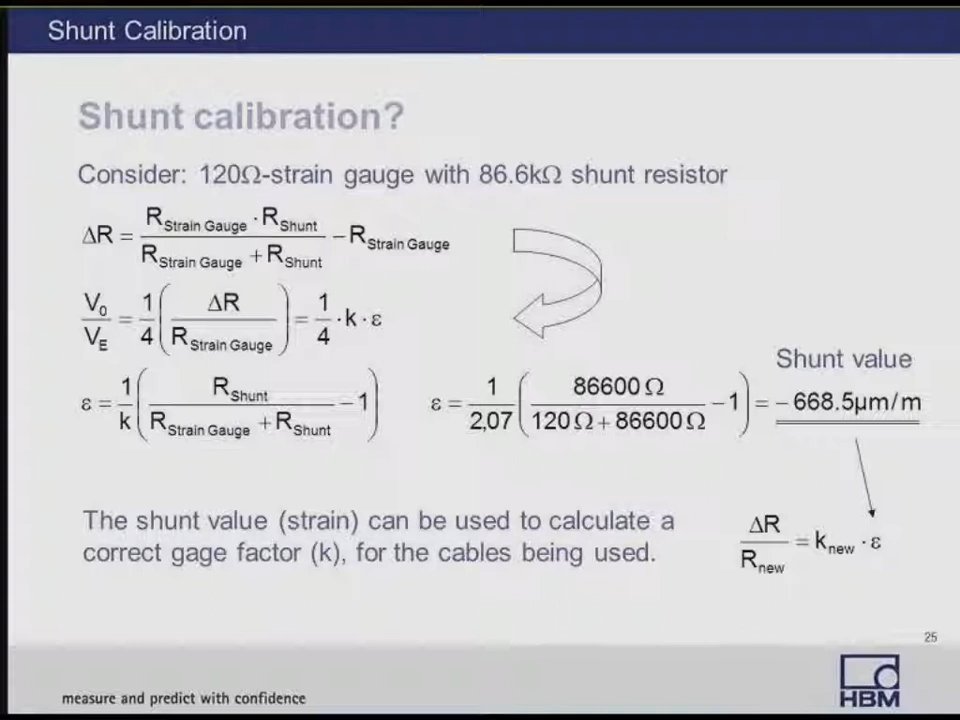 Shunt Calibration
Shunt calibration?
Consider: 120Ω-strain gauge with 86.6kΩ shunt resistor
ΔR = (R_Strain Gauge · R_Shunt) / (R_Strain Gauge + R_Shunt) − R_Strain Gauge
V_0 / V_E = 1/4 (ΔR / R_Strain Gauge) = 1/4 · k · ε
ε = 1/k (R_Shunt / (R_Strain Gauge + R_Shunt) − 1)
Shunt value
ε = 1/2,07 (86600 Ω / (120 Ω + 86600 Ω) − 1) = − 668.5µm/m
The shunt value (strain) can be used to calculate a
correct gage factor (k), for the cables being used.
ΔR / R_new = k_new · ε
25
measure and predict with confidence
HBM